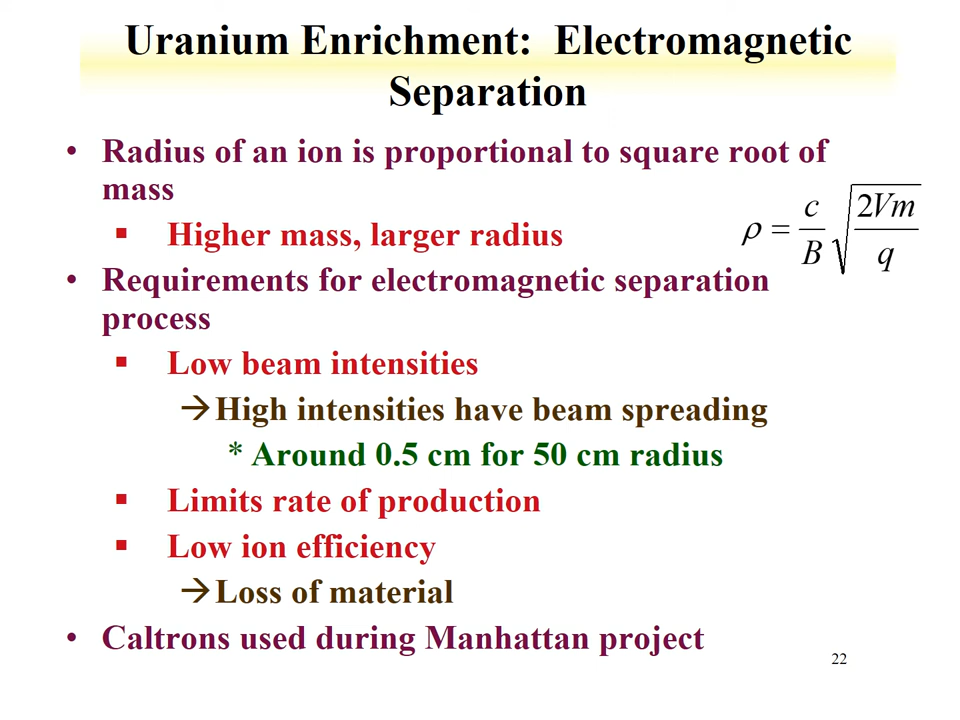 Uranium Enrichment: Electromagnetic
Separation
• Radius of an ion is proportional to square root of
mass
▪ Higher mass, larger radius
ρ = c/B √(2Vm/q)
• Requirements for electromagnetic separation
process
▪ Low beam intensities
→High intensities have beam spreading
* Around 0.5 cm for 50 cm radius
▪ Limits rate of production
▪ Low ion efficiency
→Loss of material
• Caltrons used during Manhattan project
22